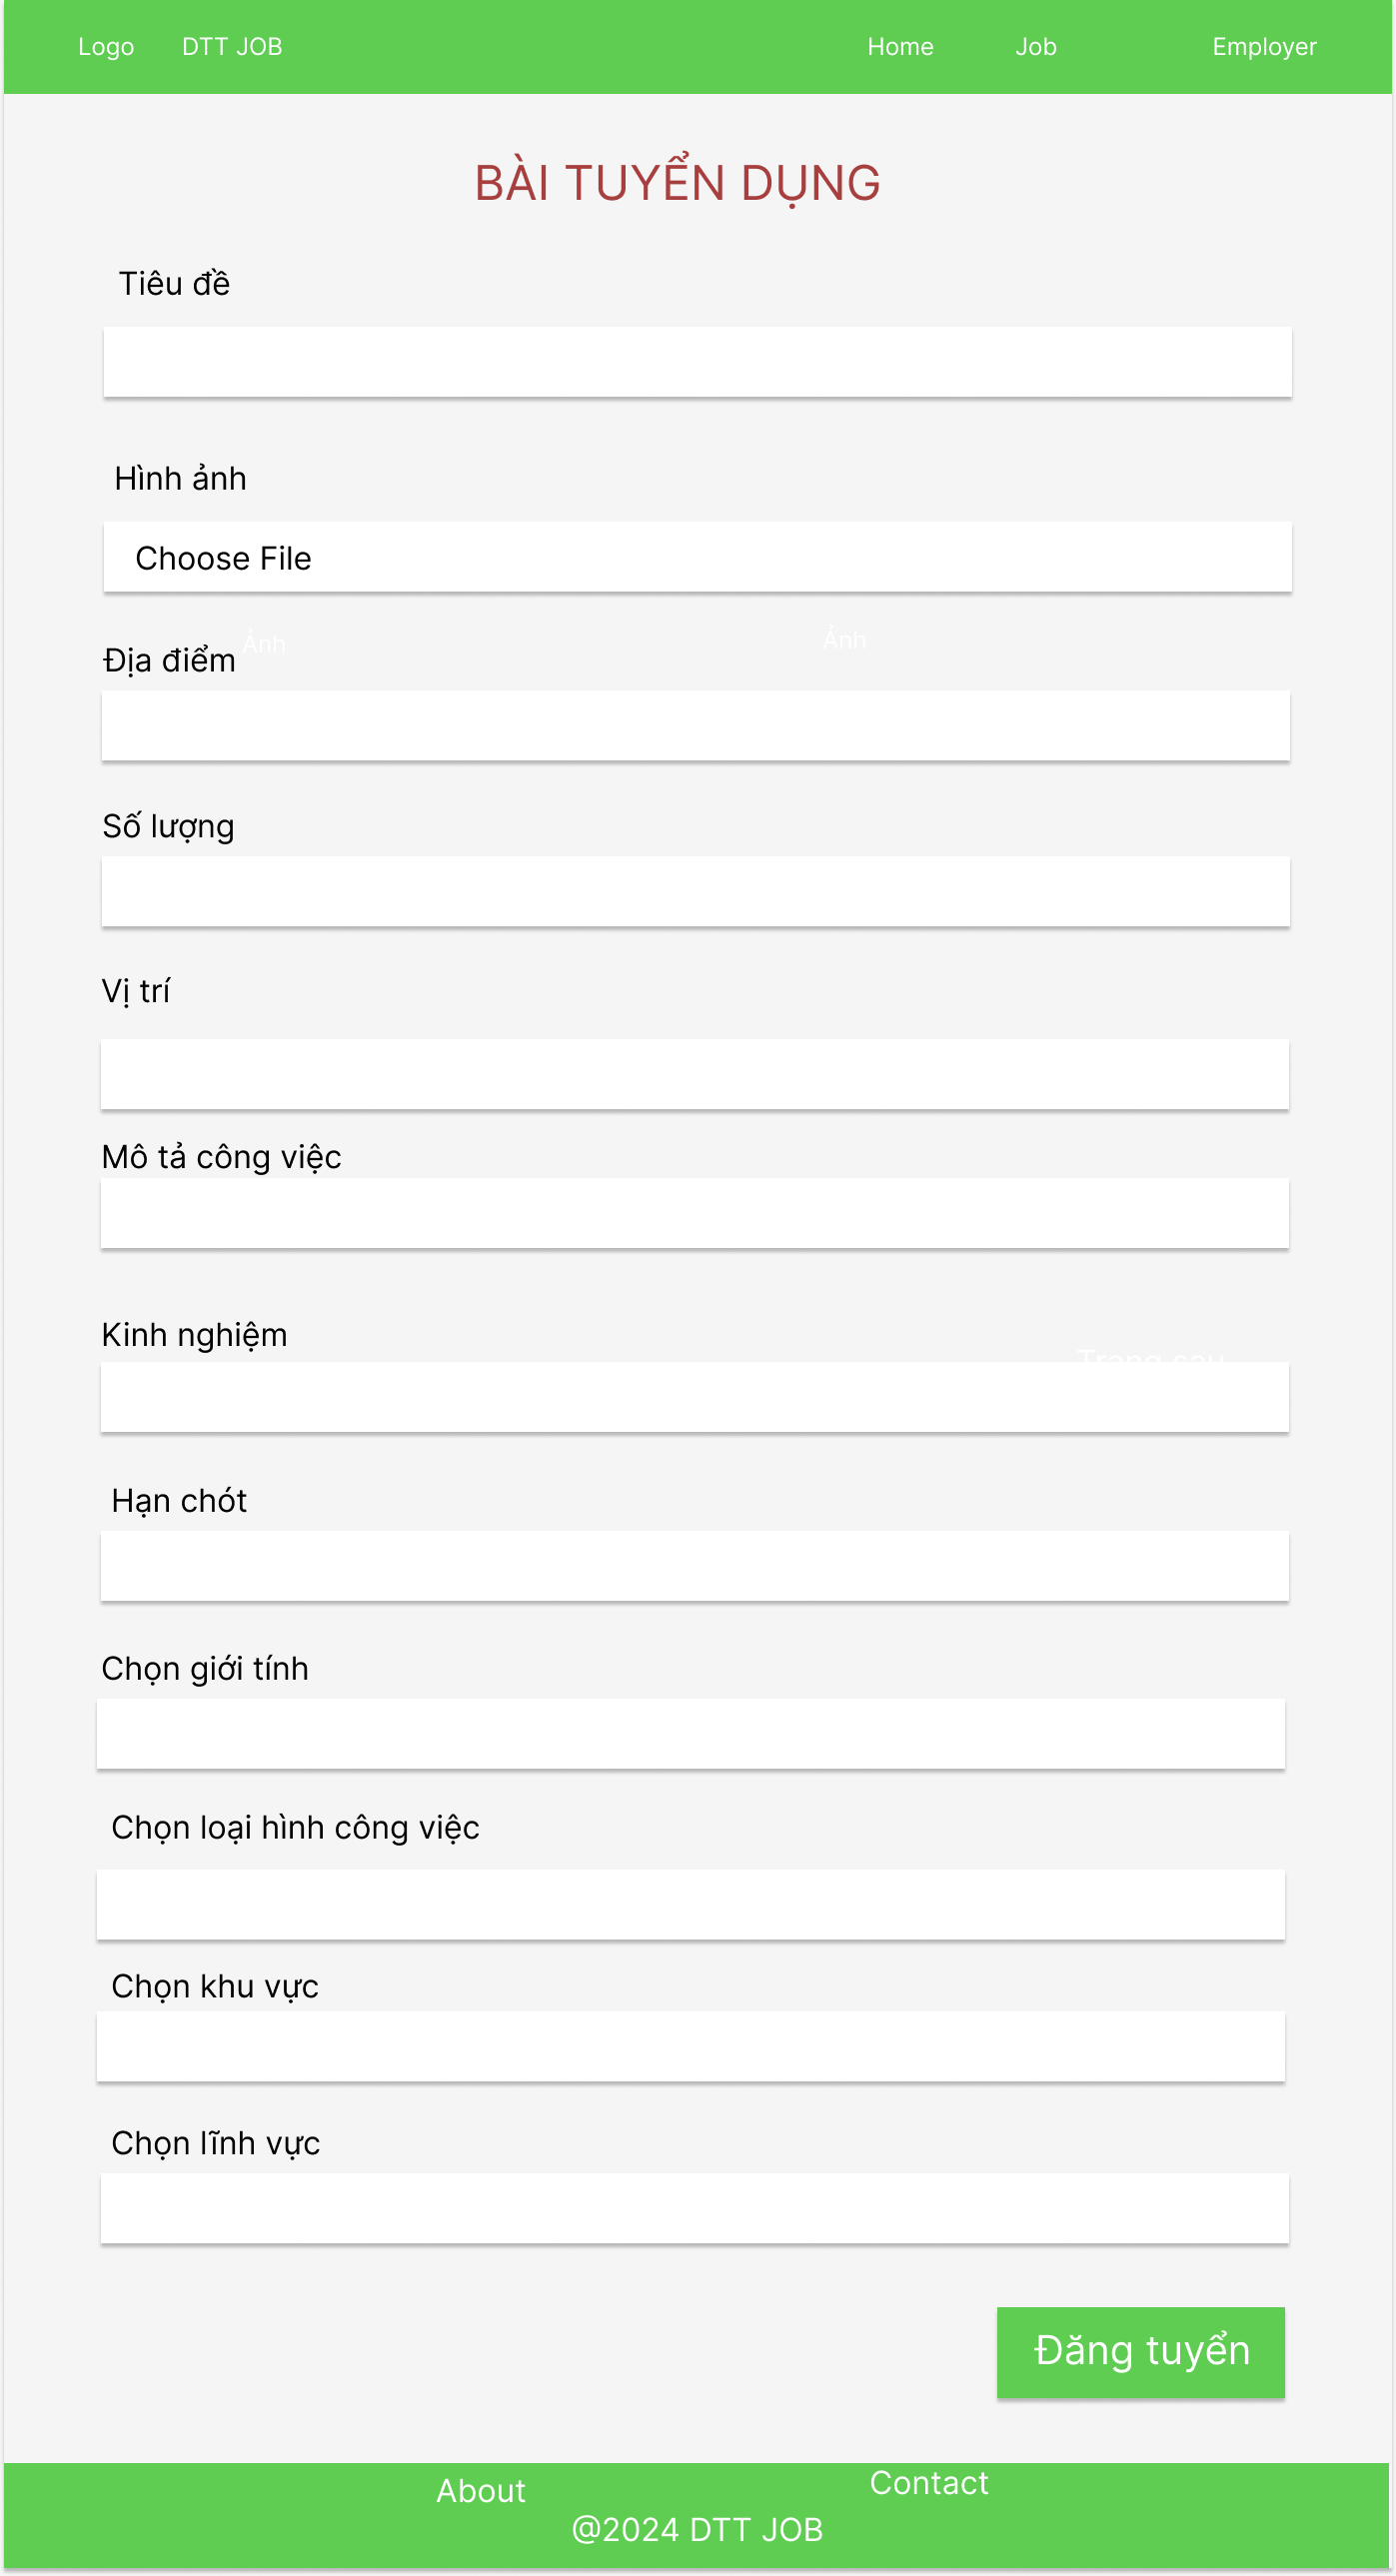 Logo DTT JOB Home Job Employer
BÀI TUYỂN DỤNG
Tiêu đề
Hình ảnh
Choose File
Ảnh Ảnh
Địa điểm
Số lượng
Vị trí
Mô tả công việc
Kinh nghiệm
Trang sau
Hạn chót
Chọn giới tính
Chọn loại hình công việc
Chọn khu vực
Chọn lĩnh vực
Đăng tuyển
About Contact
@2024 DTT JOB